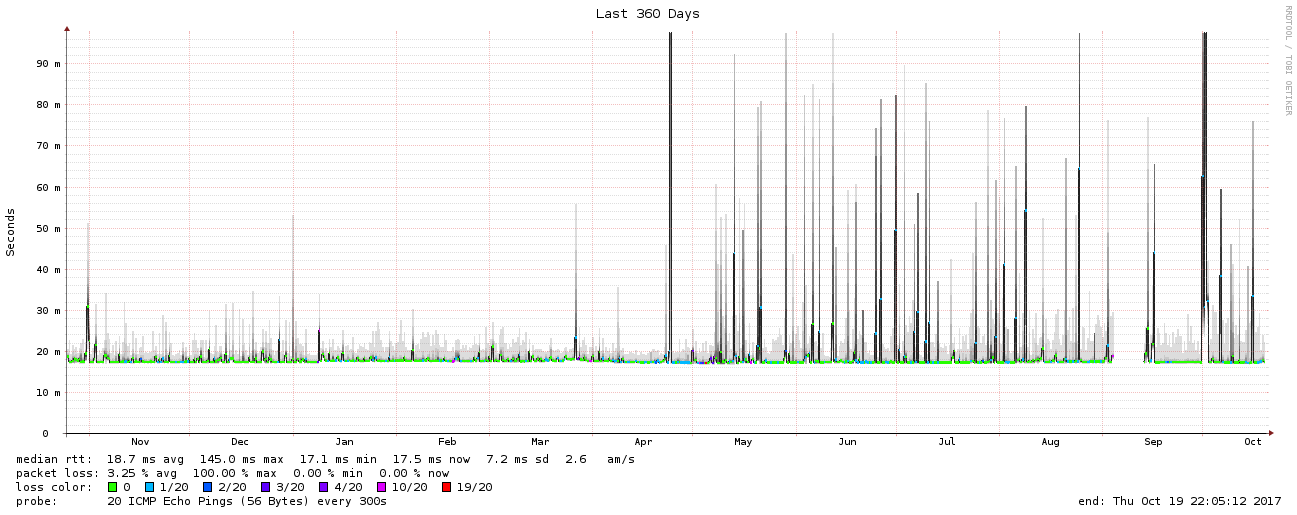 Last 360 Days
RRDTOOL / TOBI OETIKER
Seconds
90 m
80 m
70 m
60 m
50 m
40 m
30 m
20 m
10 m
0
Nov Dec Jan Feb Mar Apr May Jun Jul Aug Sep Oct
median rtt: 18.7 ms avg 145.0 ms max 17.1 ms min 17.5 ms now 7.2 ms sd 2.6 am/s
packet loss: 3.25 % avg 100.00 % max 0.00 % min 0.00 % now
loss color: 0 1/20 2/20 3/20 4/20 10/20 19/20
probe: 20 ICMP Echo Pings (56 Bytes) every 300s end: Thu Oct 19 22:05:12 2017